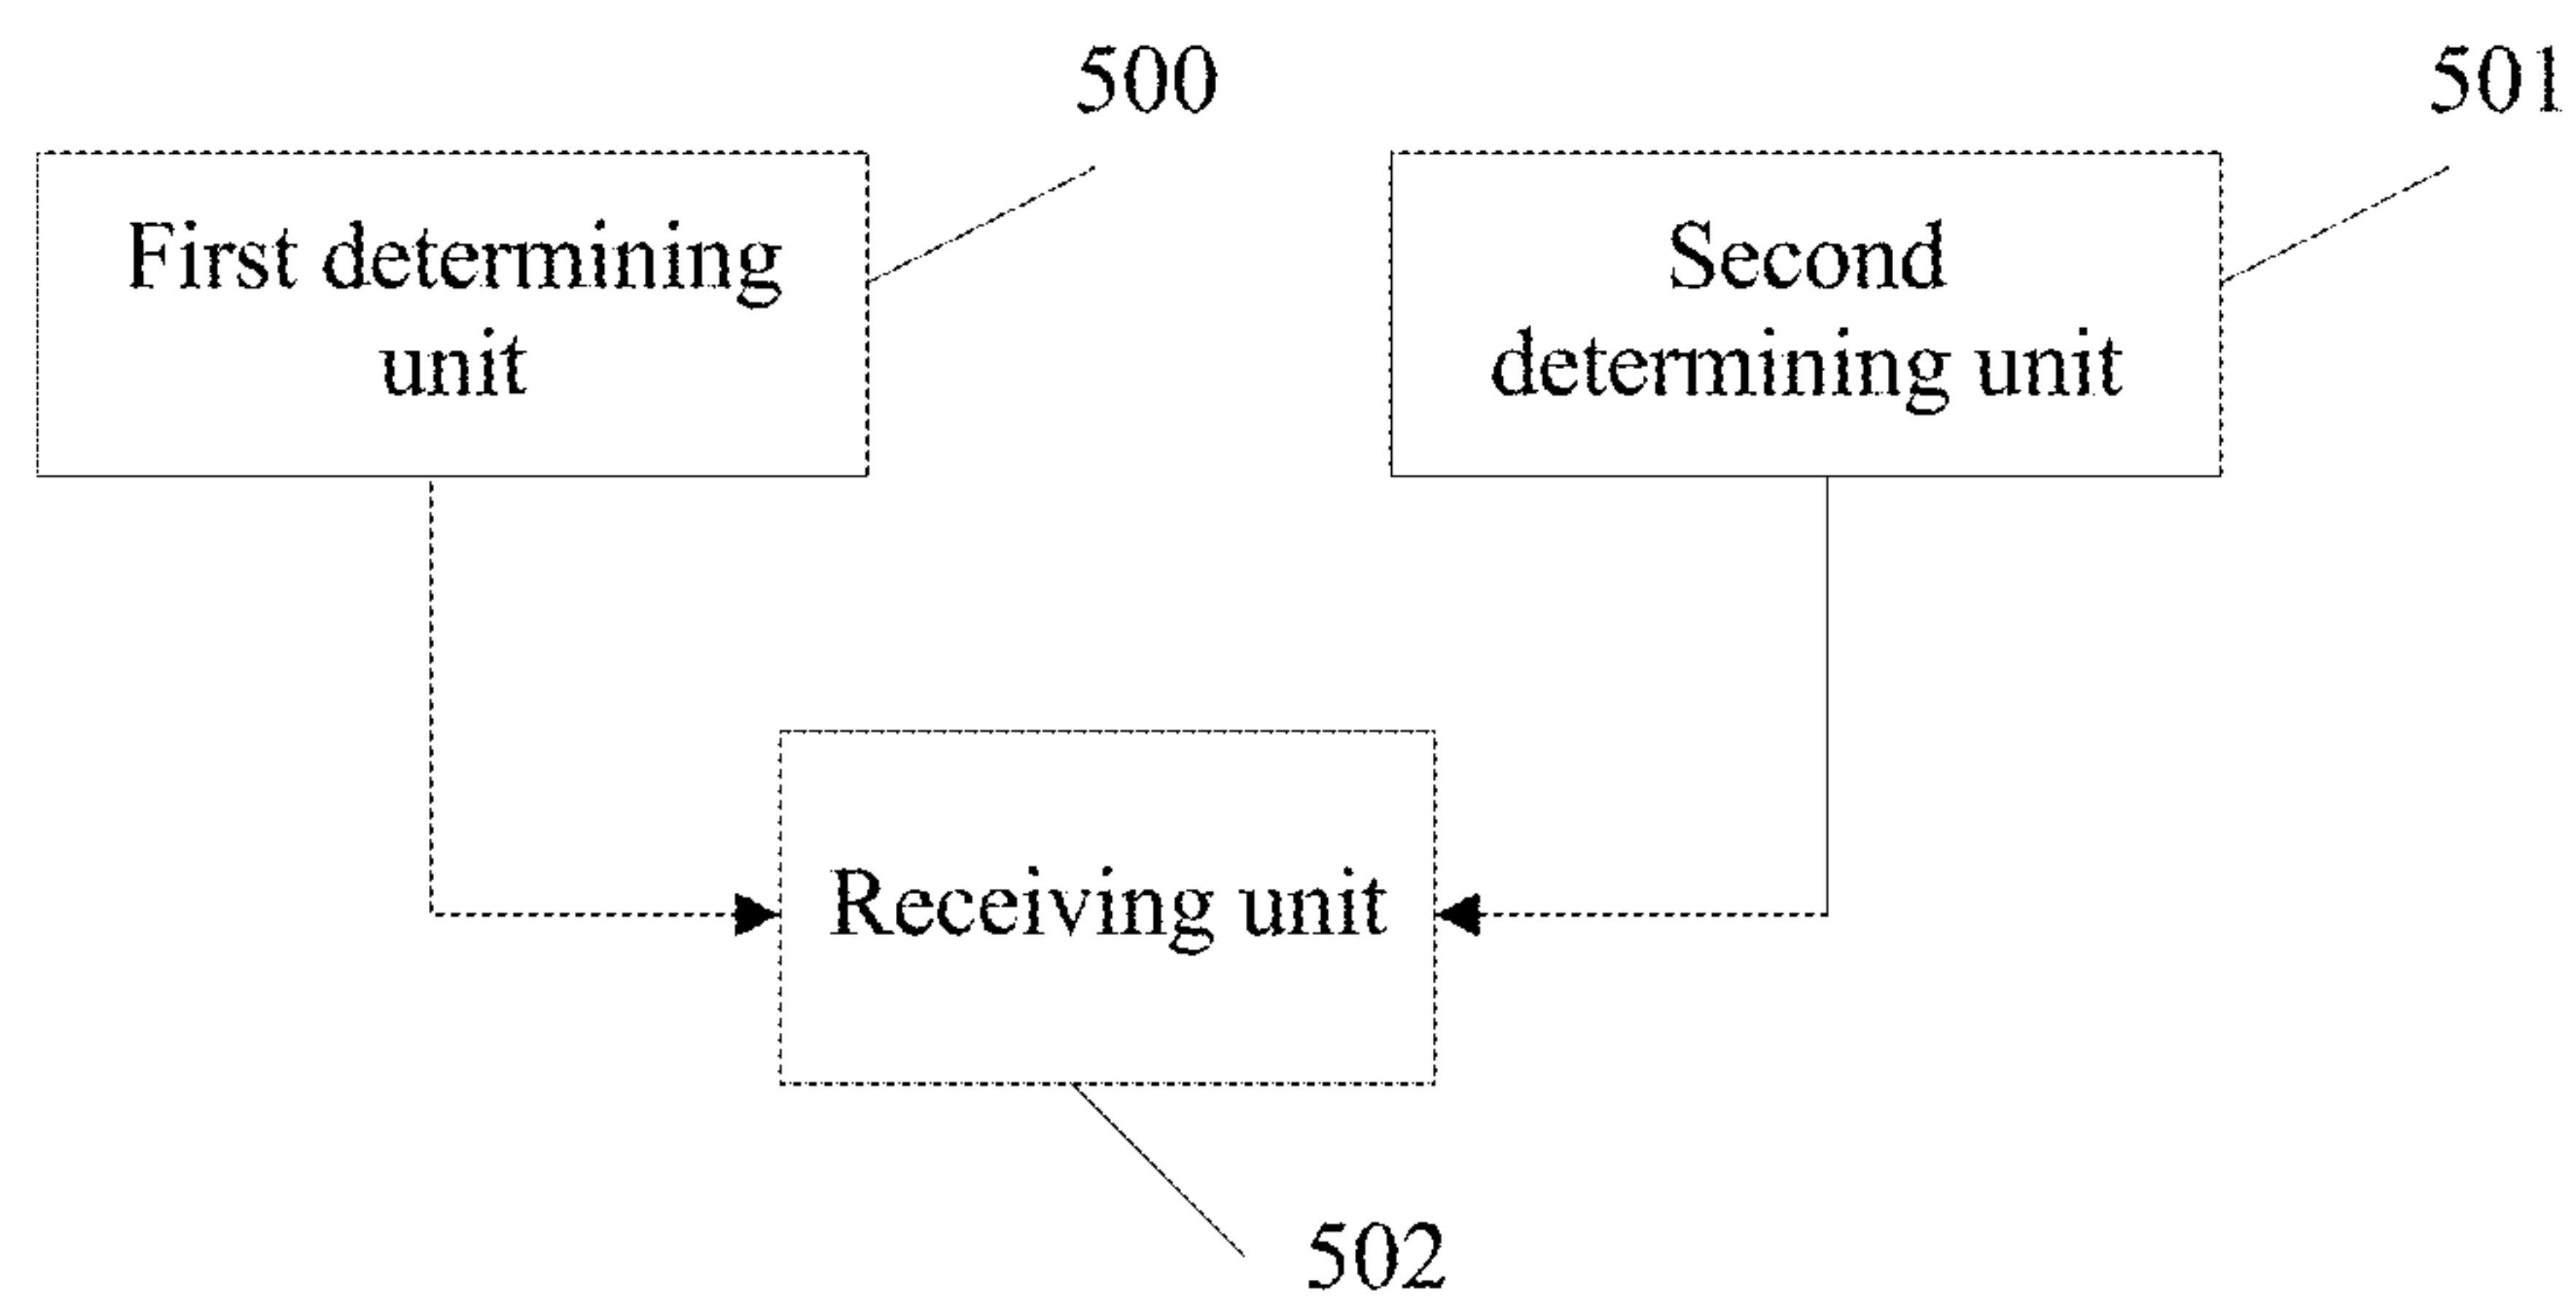 500
501
First determining
unit
Second
determining unit
Receiving unit
502